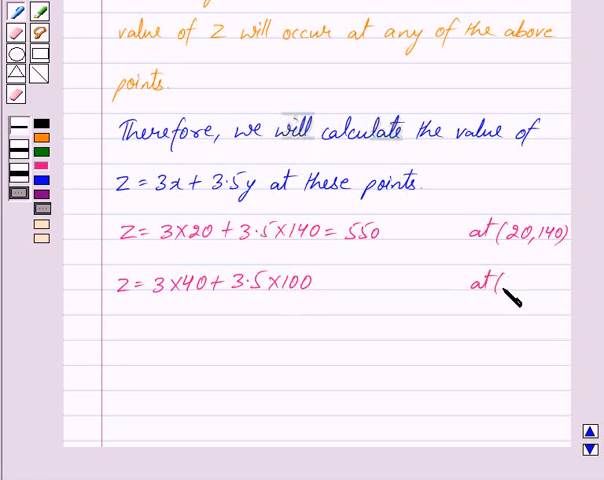 value of Z will occur at any of the above
points.
Therefore, we will calculate the value of
Z = 3x + 3.5y at these points.
Z = 3×20 + 3.5×140 = 550 at (20,140)
Z = 3×40 + 3.5×100 at (